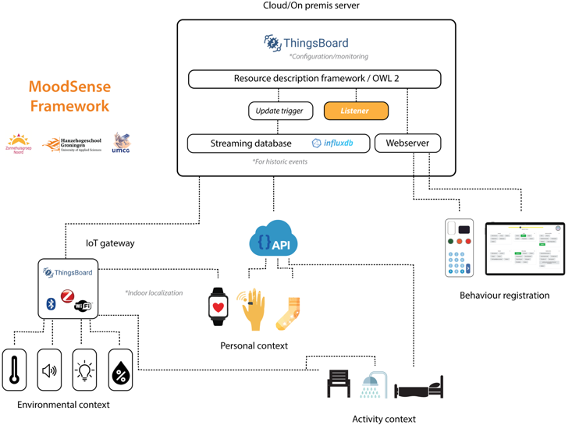 Cloud/On premis server
ThingsBoard
*Configuration/monitoring
Resource description framework / OWL 2
MoodSense
Framework
Update trigger
Listener
Hanzehogeschool
Groningen
University of Applied Sciences
umcg
Streaming database
influxdb
Webserver
*For historic events
IoT gateway
{} API
ThingsBoard
WiFi
*Indoor localization
Behaviour registration
Personal context
%
Environmental context
Activity context